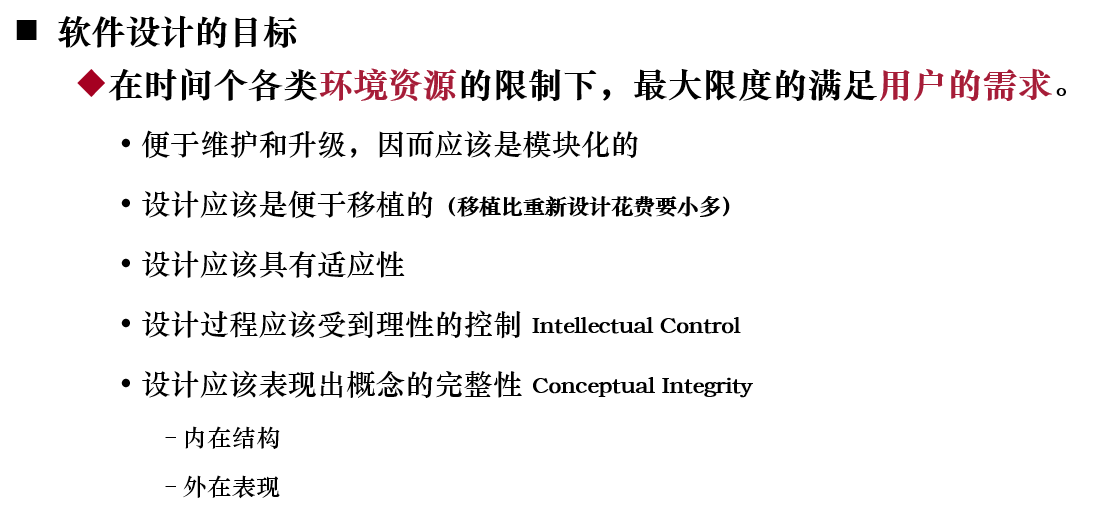 ■ 软件设计的目标
◆在时间个各类环境资源的限制下，最大限度的满足用户的需求。
• 便于维护和升级，因而应该是模块化的
• 设计应该是便于移植的（移植比重新设计花费要小多）
• 设计应该具有适应性
• 设计过程应该受到理性的控制 Intellectual Control
• 设计应该表现出概念的完整性 Conceptual Integrity
– 内在结构
– 外在表现